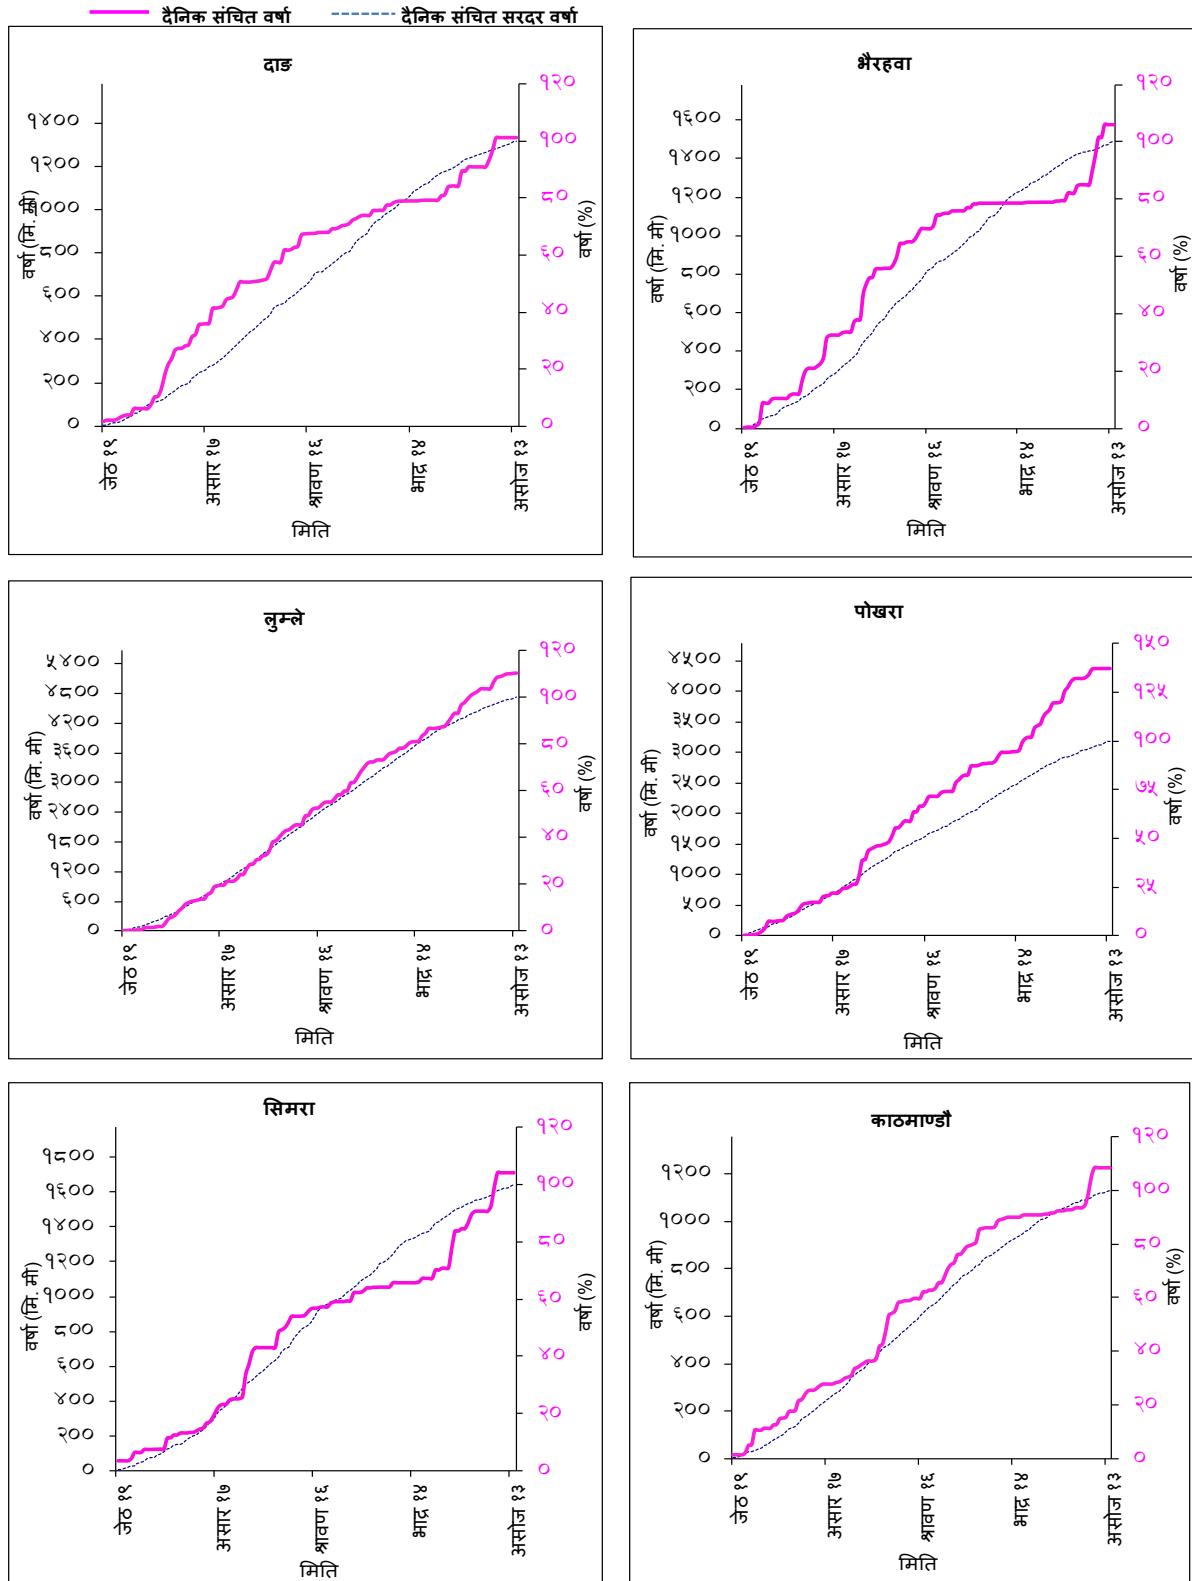 दैनिक संचित वर्षा दैनिक संचित सरदर वर्षा
दाङ
वर्षा (मि. मी)
१४००
१२००
१०००
८००
६००
४००
२००
०
१२०
१००
८०
६०
४०
२०
०
वर्षा (%)
जेठ १९
असार १७
श्रावण १६
भाद्र १४
असोज १३
मिति
भैरहवा
वर्षा (मि. मी)
१६००
१४००
१२००
१०००
८००
६००
४००
२००
०
१२०
१००
८०
६०
४०
२०
०
वर्षा (%)
जेठ १९
असार १७
श्रावण १६
भाद्र १४
असोज १३
मिति
लुम्ले
वर्षा (मि. मी)
५४००
४८००
४२००
३६००
३०००
२४००
१८००
१२००
६००
०
१२०
१००
८०
६०
४०
२०
०
वर्षा (%)
जेठ १९
असार १७
श्रावण १६
भाद्र १४
असोज १३
मिति
पोखरा
वर्षा (मि. मी)
४५००
४०००
३५००
३०००
२५००
२०००
१५००
१०००
५००
०
१५०
१२५
१००
७५
५०
२५
०
वर्षा (%)
जेठ १९
असार १७
श्रावण १६
भाद्र १४
असोज १३
मिति
सिमरा
वर्षा (मि. मी)
१८००
१६००
१४००
१२००
१०००
८००
६००
४००
२००
०
१२०
१००
८०
६०
४०
२०
०
वर्षा (%)
जेठ १९
असार १७
श्रावण १६
भाद्र १४
असोज १३
मिति
काठमाण्डौ
वर्षा (मि. मी)
१२००
१०००
८००
६००
४००
२००
०
१२०
१००
८०
६०
४०
२०
०
वर्षा (%)
जेठ १९
असार १७
श्रावण १६
भाद्र १४
असोज १३
मिति